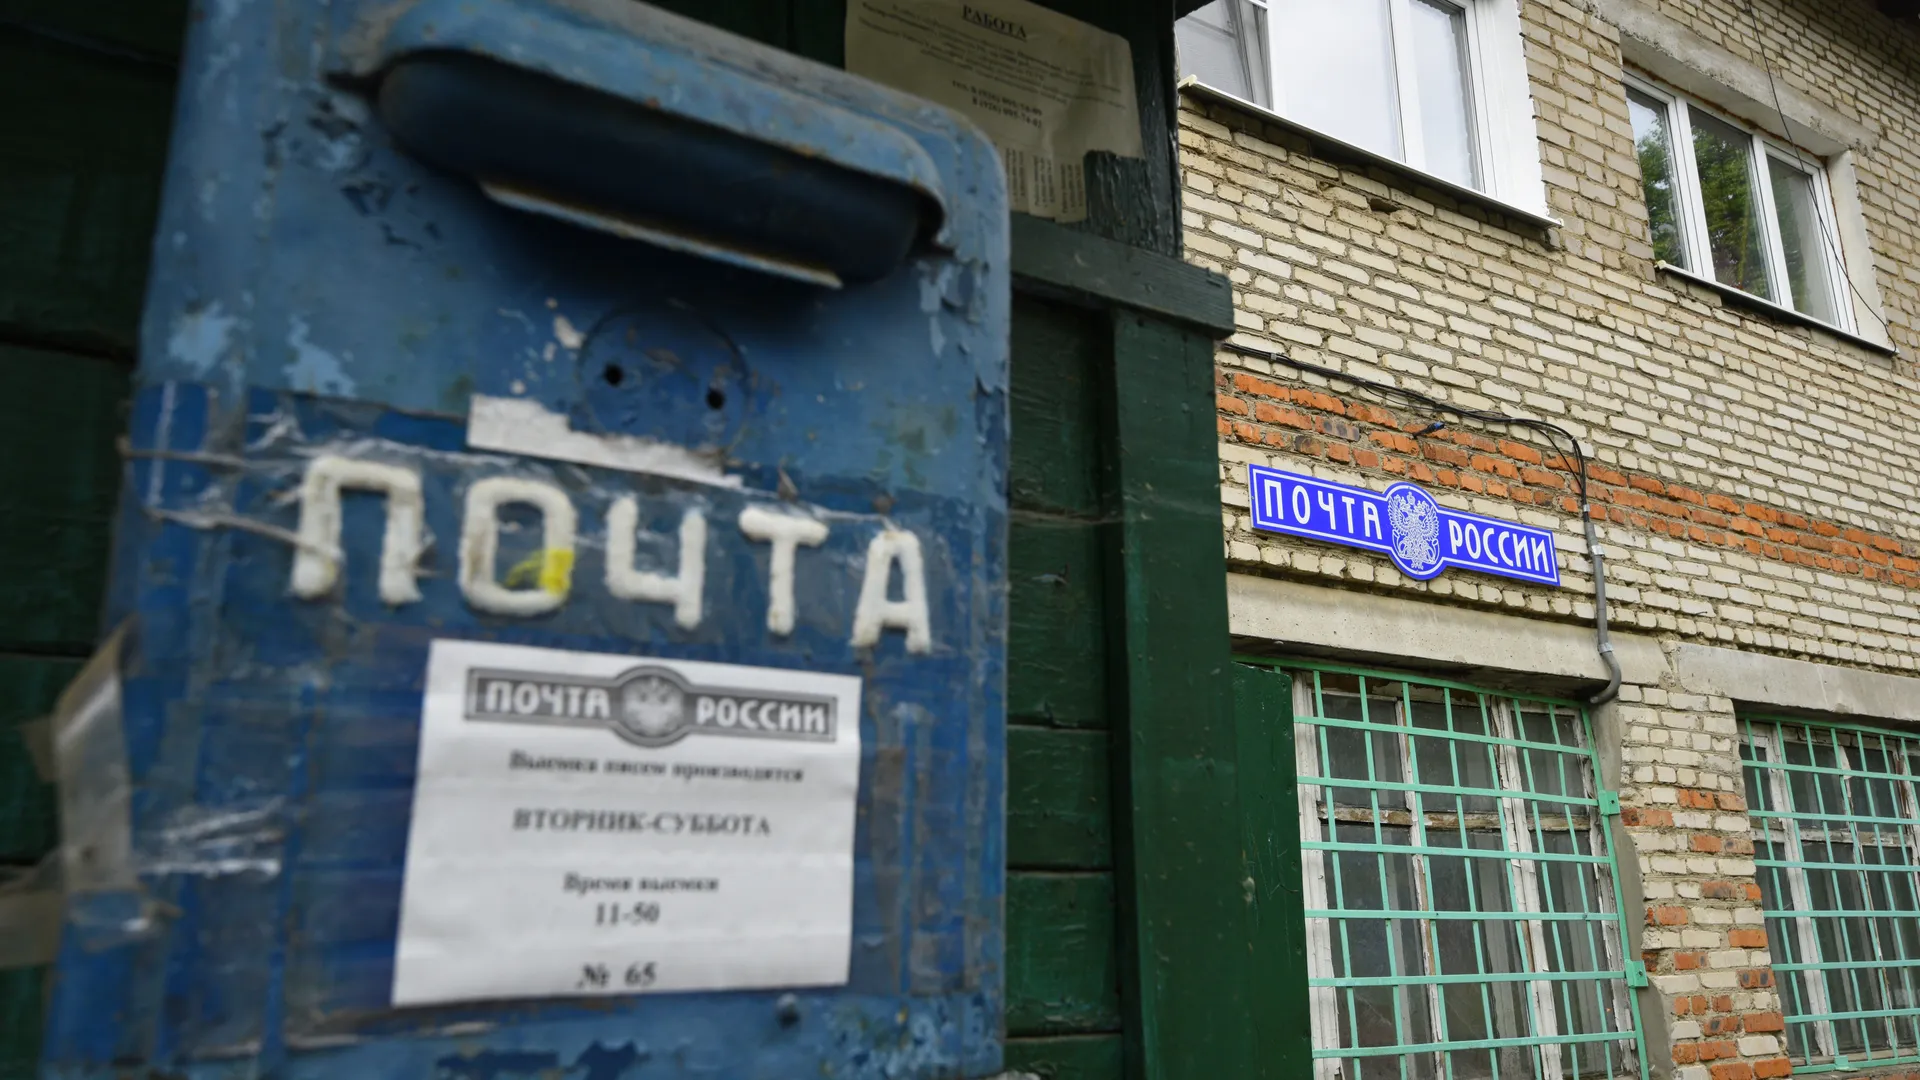 РАБОТА
ПОЧТА
ПОЧТА РОССИИ
Выемка писем производится
ВТОРНИК-СУББОТА
Время выемки
11-50
№ 65
ПОЧТА РОССИИ